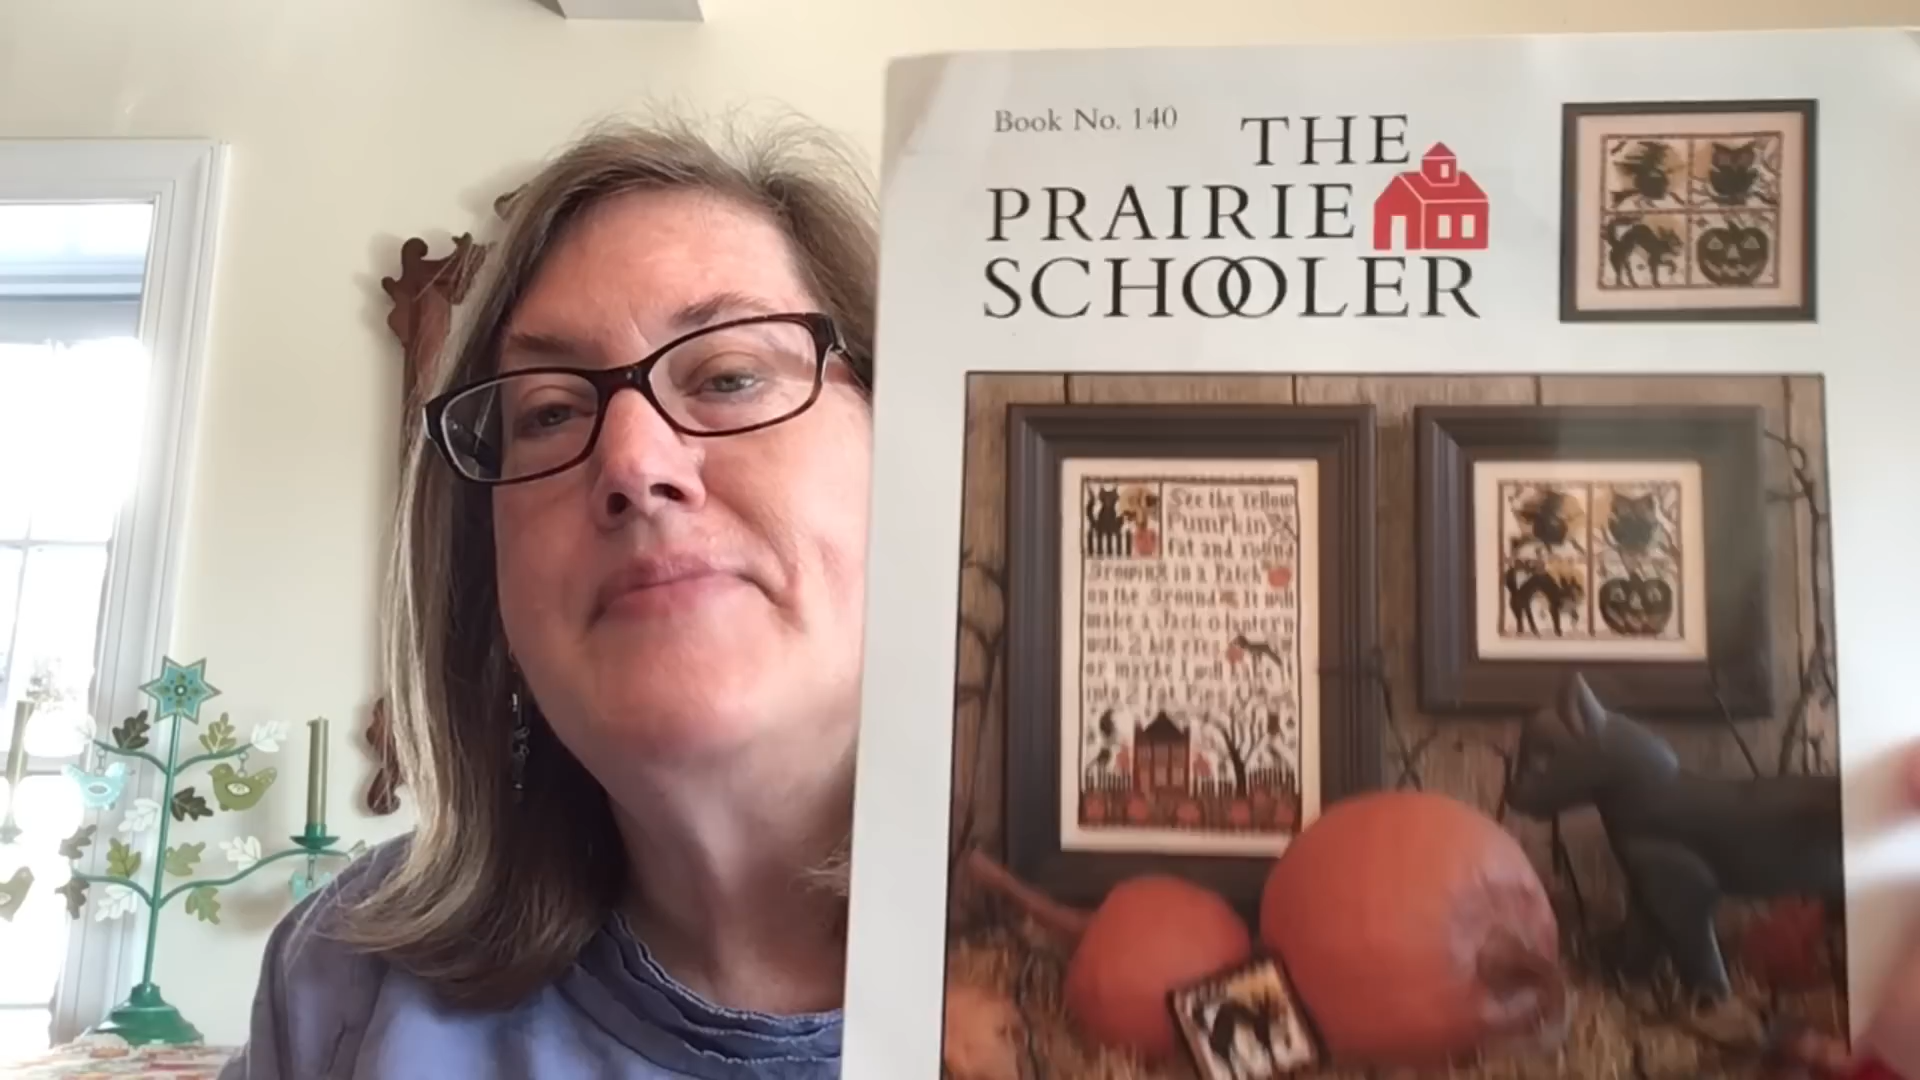 Book No. 140
THE
PRAIRIE
SCHOOLER
See the Yellow
Pumpkin
fat and round
Growing in a Patch
on the Ground It will
make a Jack o lantern
with 2 big eyes
or maybe I will
into 2 fat Pies